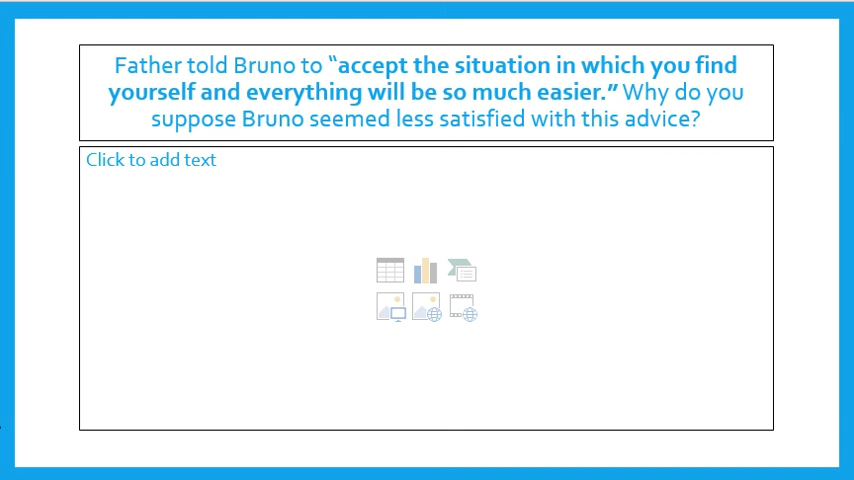 Father told Bruno to “accept the situation in which you find
yourself and everything will be so much easier.” Why do you
suppose Bruno seemed less satisfied with this advice?
Click to add text